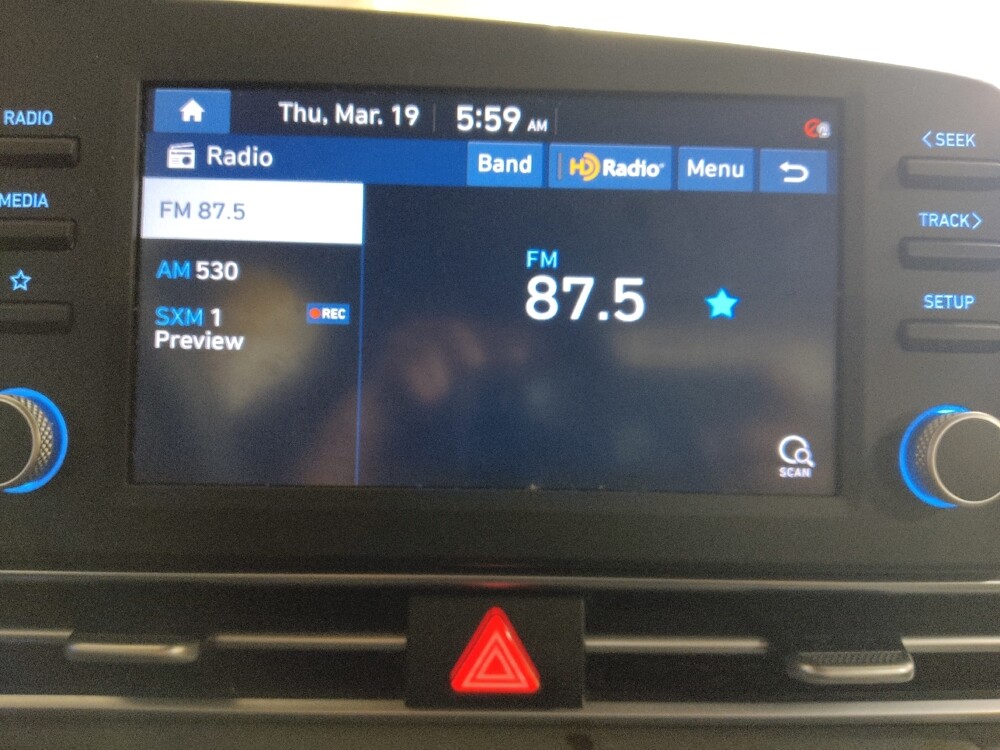 RADIO
MEDIA
Thu, Mar. 19 5:59 AM
Radio Band HD Radio Menu
FM 87.5
AM 530
SXM 1 REC
Preview
FM
87.5
SCAN
< SEEK
TRACK >
SETUP